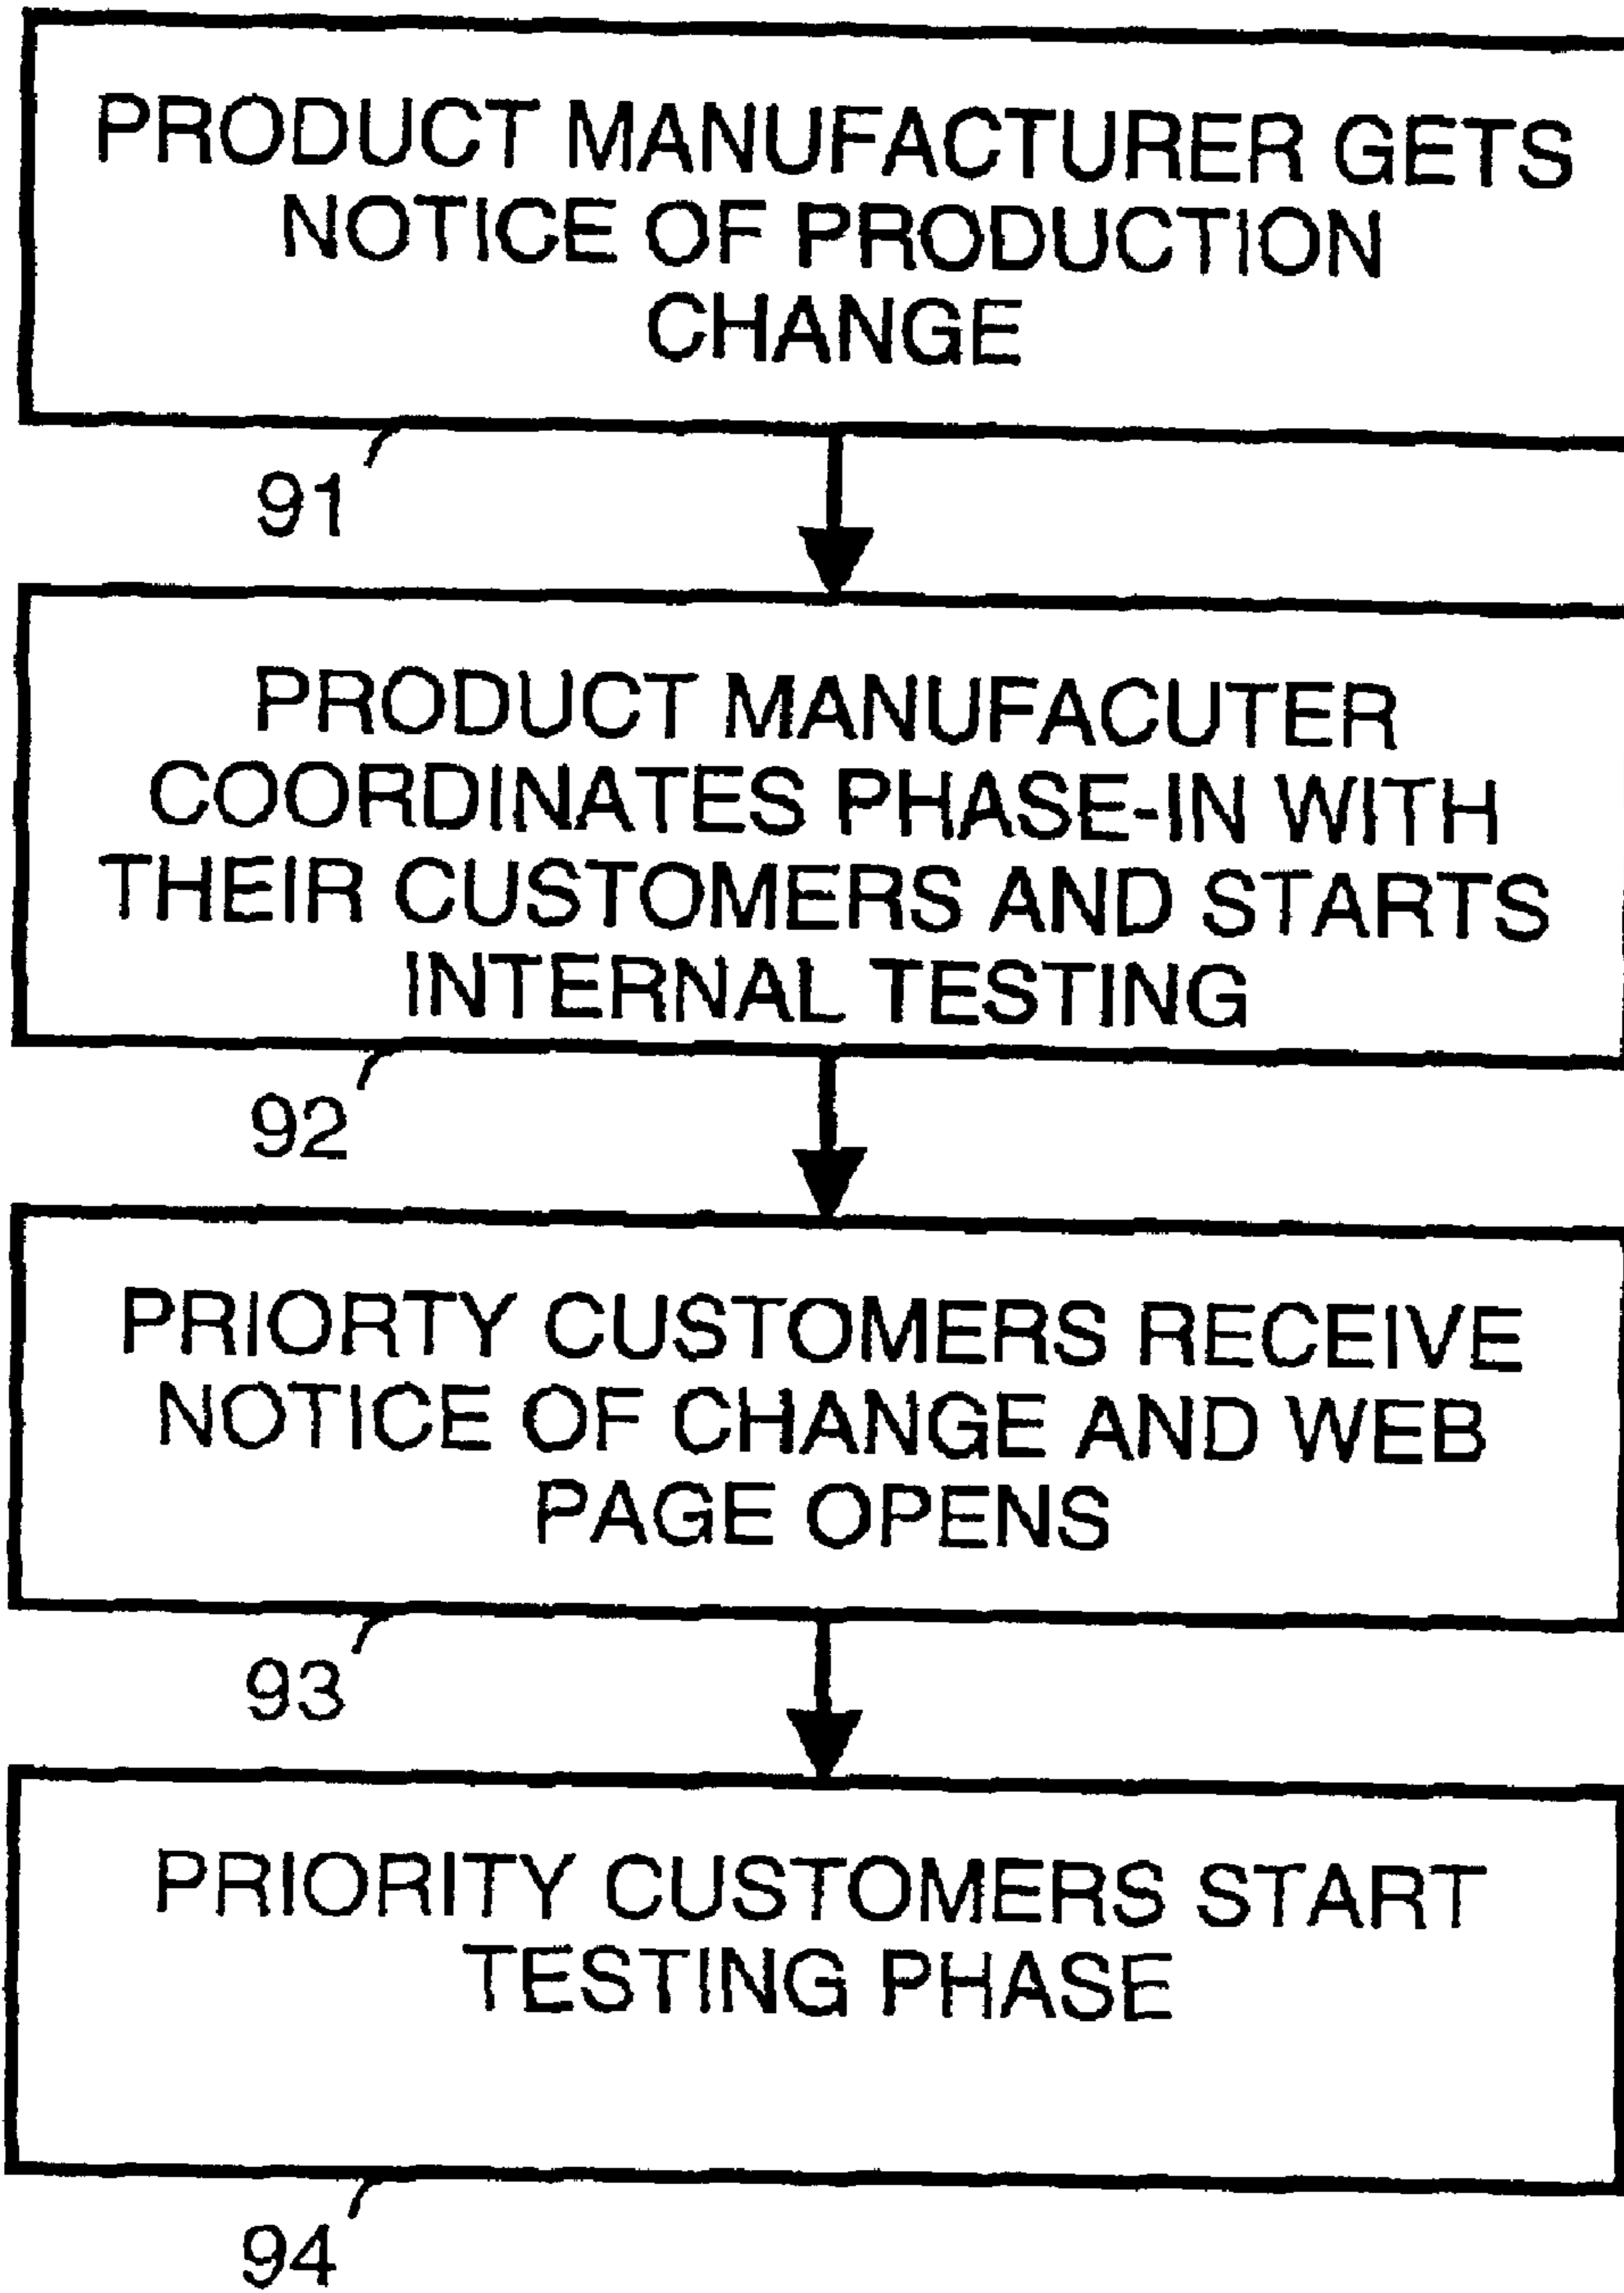 PRODUCT MANUFACTURER GETS
NOTICE OF PRODUCTION
CHANGE
91
PRODUCT MANUFACUTER
COORDINATES PHASE-IN WITH
THEIR CUSTOMERS AND STARTS
INTERNAL TESTING
92
PRIORTY CUSTOMERS RECEIVE
NOTICE OF CHANGE AND WEB
PAGE OPENS
93
PRIORITY CUSTOMERS START
TESTING PHASE
94